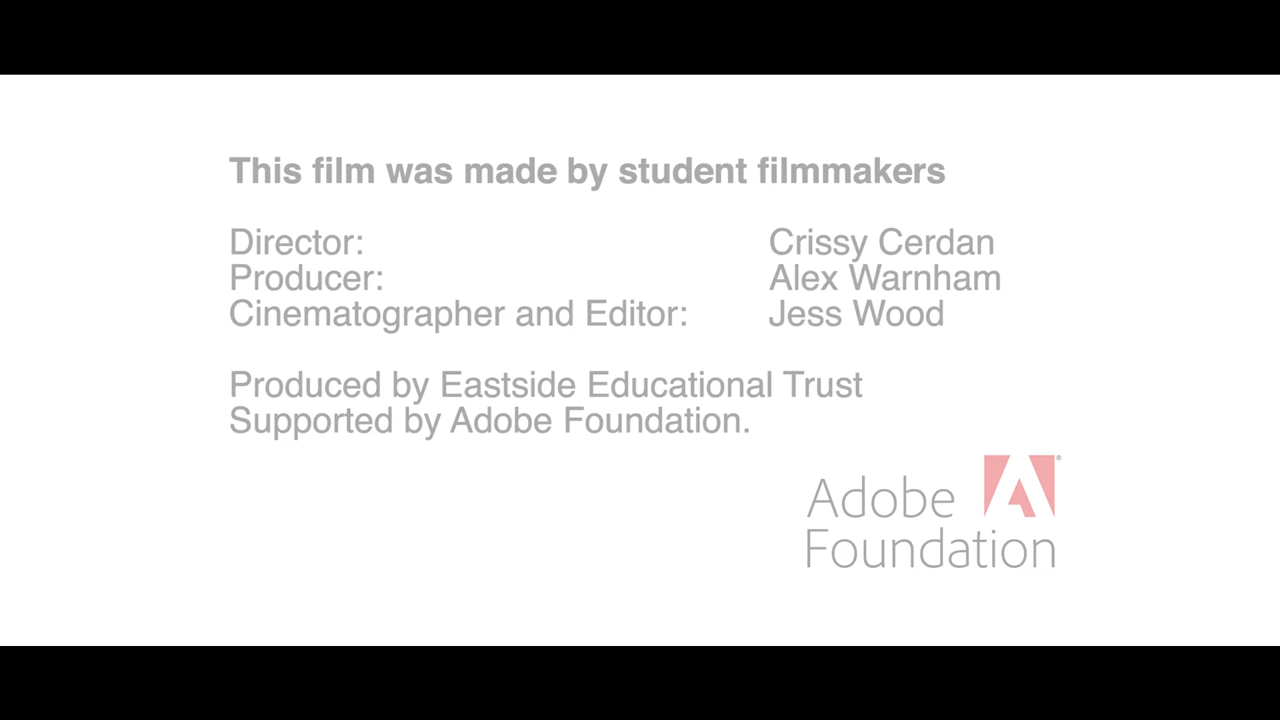 This film was made by student filmmakers
Director: Crissy Cerdan
Producer: Alex Warnham
Cinematographer and Editor: Jess Wood
Produced by Eastside Educational Trust
Supported by Adobe Foundation.
Adobe
Foundation